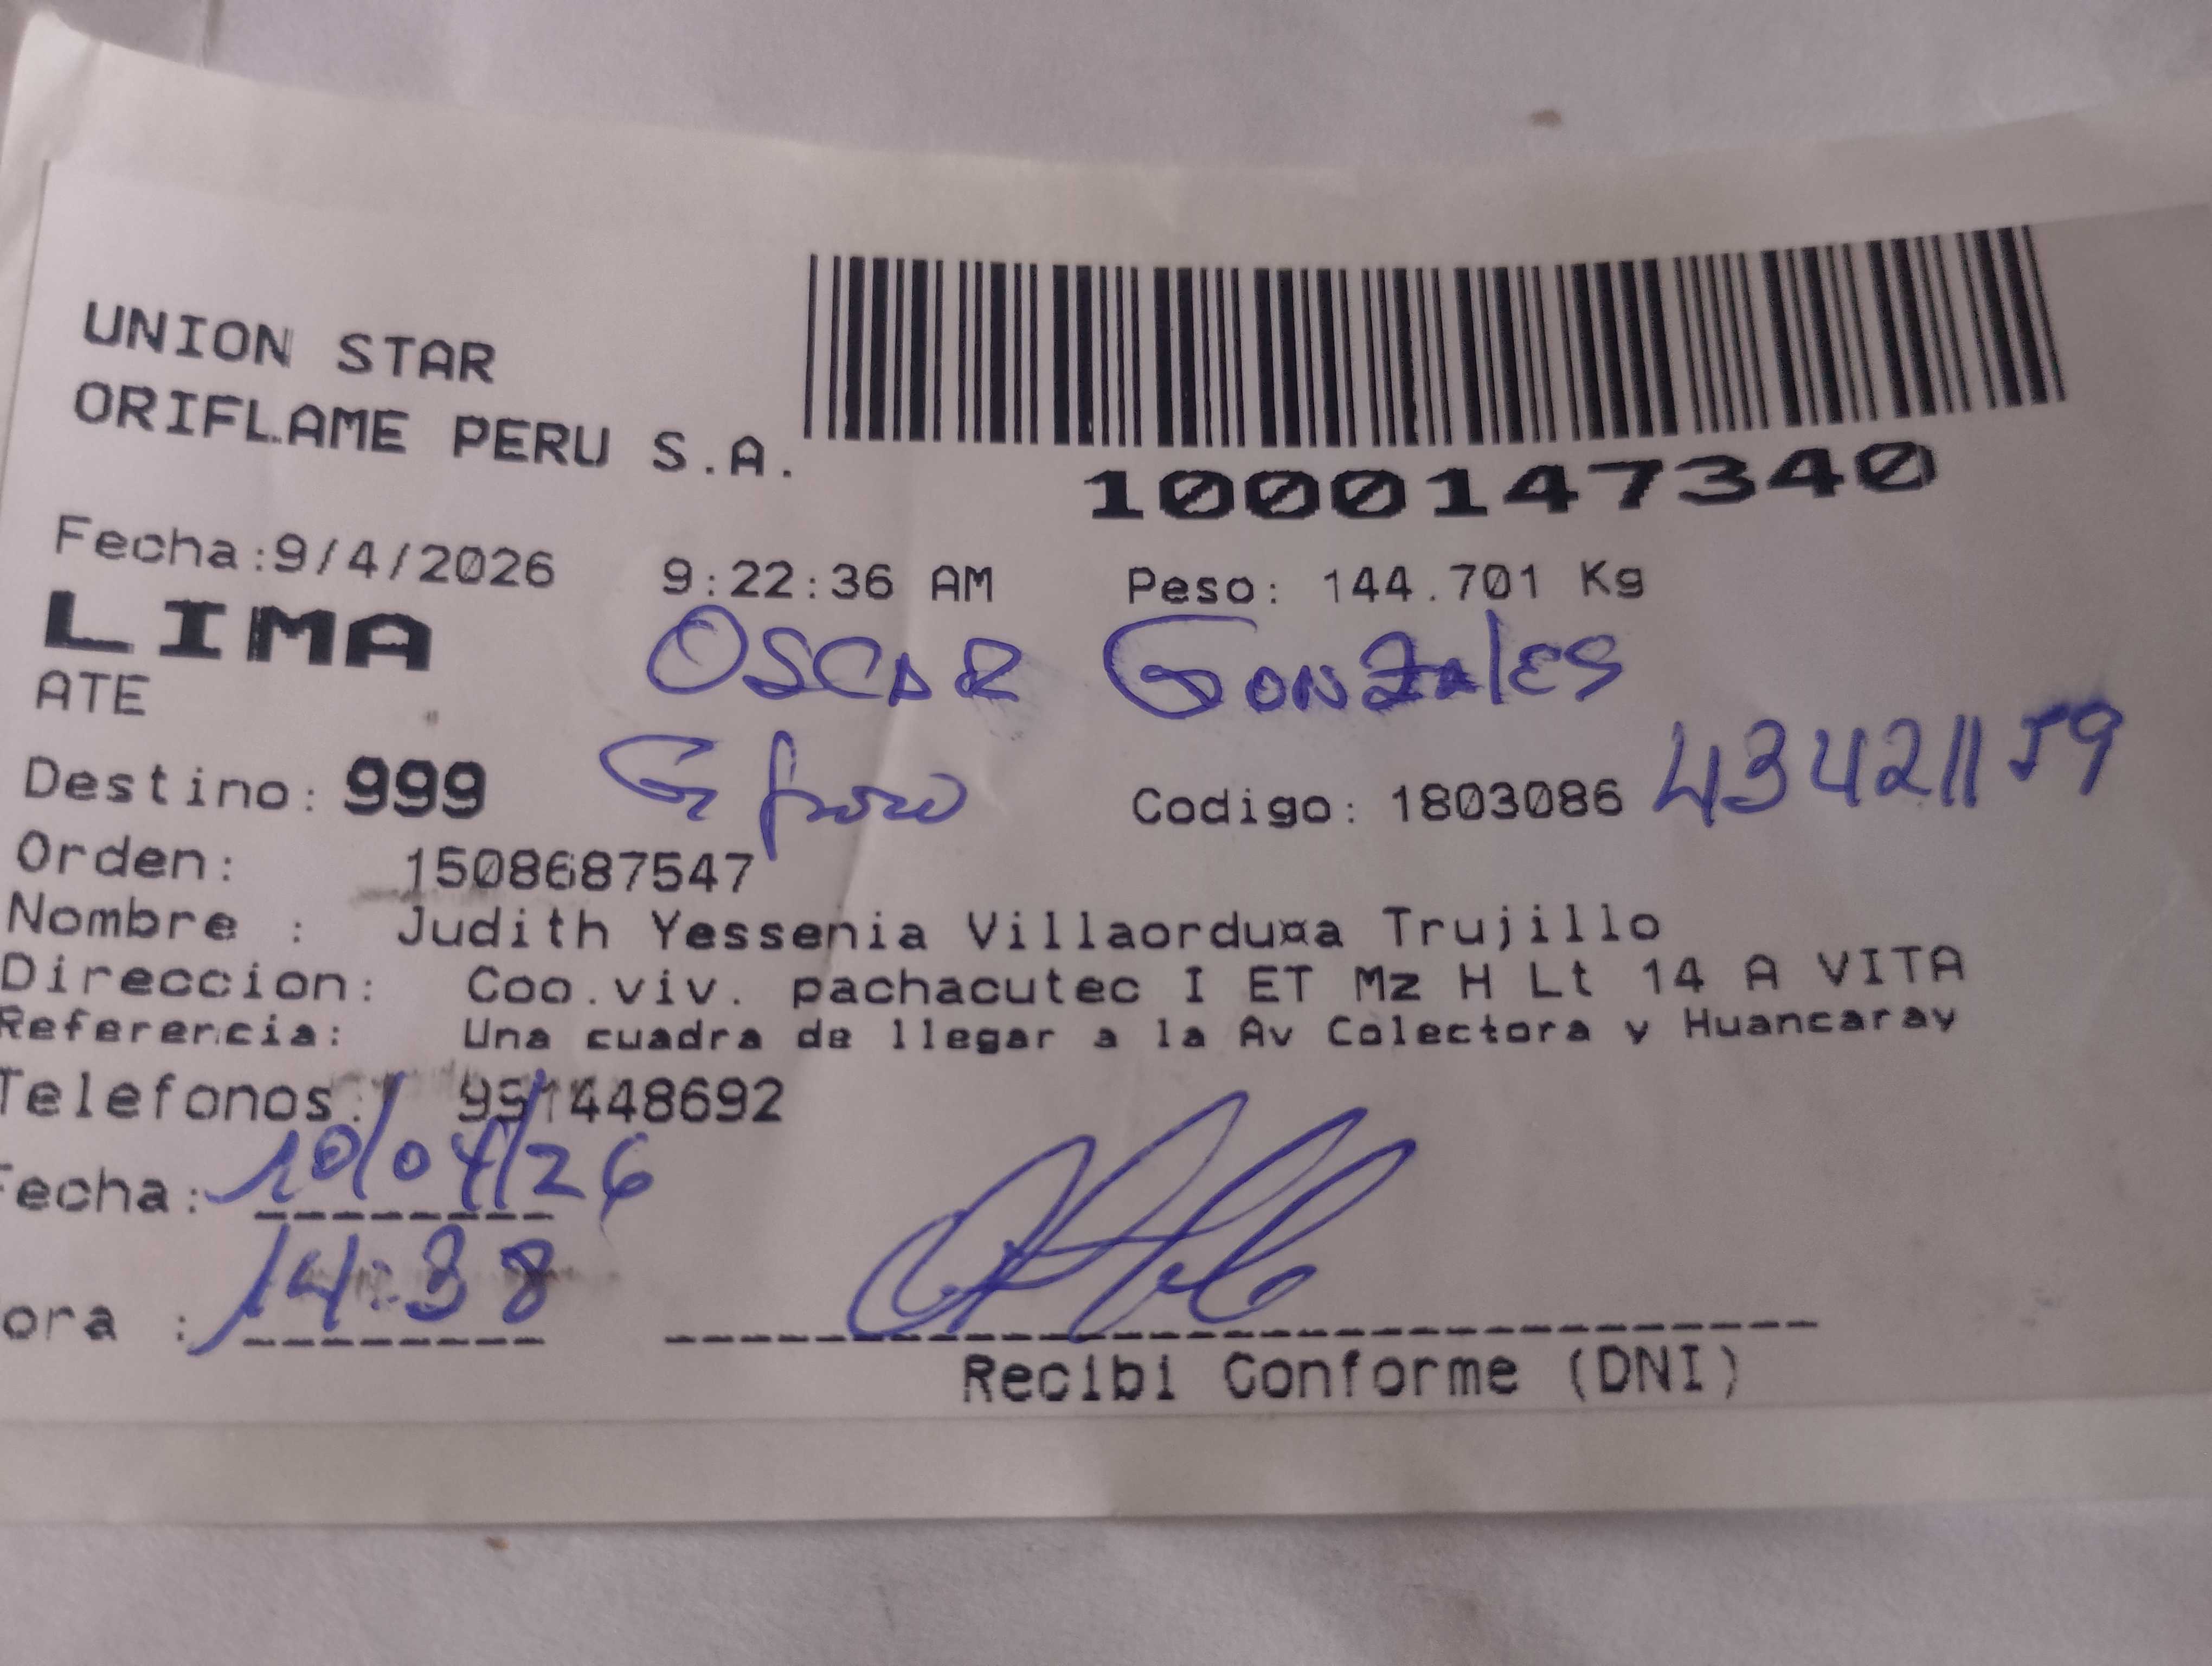 UNION STAR
ORIFLAME PERU S.A.
1000147340
Fecha:9/4/2026 9:22:36 AM Peso: 144.701 Kg
LIMA
ATE
OSCAR GONZALES
Destino: 999 Codigo: 1803086
Orden: 1508687547
Nombre : Judith Yessenia Villaordu¤a Trujillo
Direccion: Coo.viv. pachacutec I ET Mz H Lt 14 A VITA
Referencia: Una cuadra de llegar a la Av Colectora y Huancaray
Telefonos: 951448692
Fecha: 10/04/26
ora : 14:38
Recibi Conforme (DNI)